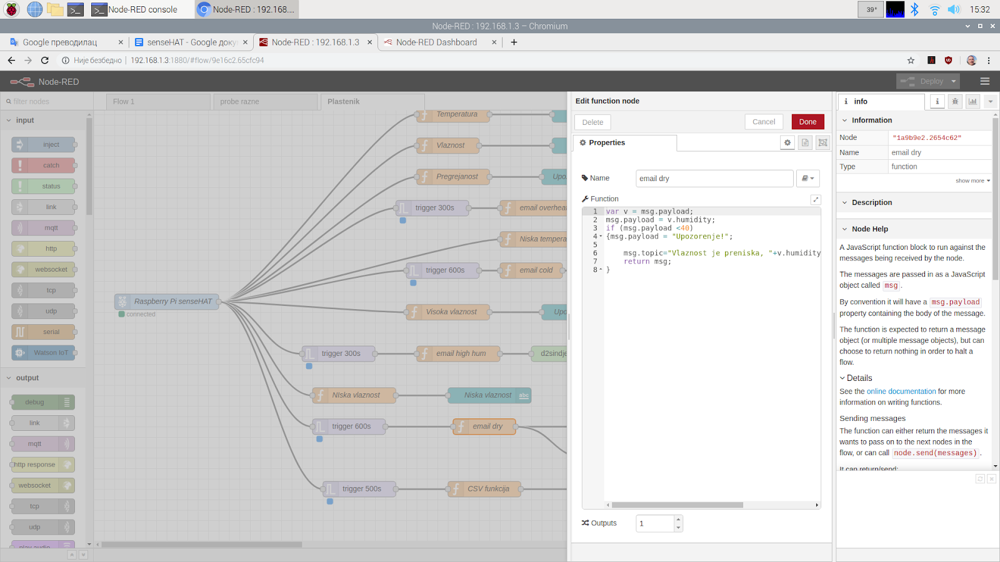 Node-RED console
Node-RED : 192.168....
39°
15:32
Node-RED : 192.168.1.3 – Chromium
Google преводилац
senseHAT - Google доку
Node-RED : 192.168.1.3
Node-RED Dashboard
Није безбедно
192.168.1.3:1880/#flow/9e16c2.65cfc94
Node-RED
Deploy
filter nodes
Flow 1
probe razne
Plastenik
input
inject
catch
status
link
mqtt
http
websocket
tcp
udp
serial
Watson IoT
output
debug
link
mqtt
http response
websocket
tcp
udp
play audio
Temperatura
Vlaznost
Pregrejanost
Upo
trigger 300s
email overhea
Niska tempera
trigger 600s
email cold
Raspberry Pi senseHAT
connected
Visoka vlaznost
Upo
trigger 300s
email high hum
d2sindje
NIska vlaznost
Niska vlaznost
abc
trigger 600s
email dry
trigger 500s
CSV funkcija
Edit function node
Delete
Cancel
Done
Properties
Name
email dry
Function
1 var v = msg.payload;
2 msg.payload = v.humidity;
3 if (msg.payload <40)
4 {msg.payload = "Upozorenje!";
5
6 msg.topic="Vlaznost je preniska, "+v.humidity
7 return msg;
8 }
Outputs
1
info
Information
Node "1a9b9e2.2654c62"
Name email dry
Type function
show more
Description
Node Help
A JavaScript function block to run against the
messages being received by the node.
The messages are passed in as a JavaScript
object called msg .
By convention it will have a msg.payload
property containing the body of the message.
The function is expected to return a message
object (or multiple message objects), but can
choose to return nothing in order to halt a
flow.
Details
See the online documentation for more
information on writing functions.
Sending messages
The function can either return the messages it
wants to pass on to the next nodes in the
flow, or can call node.send(messages) .
It can return/send: